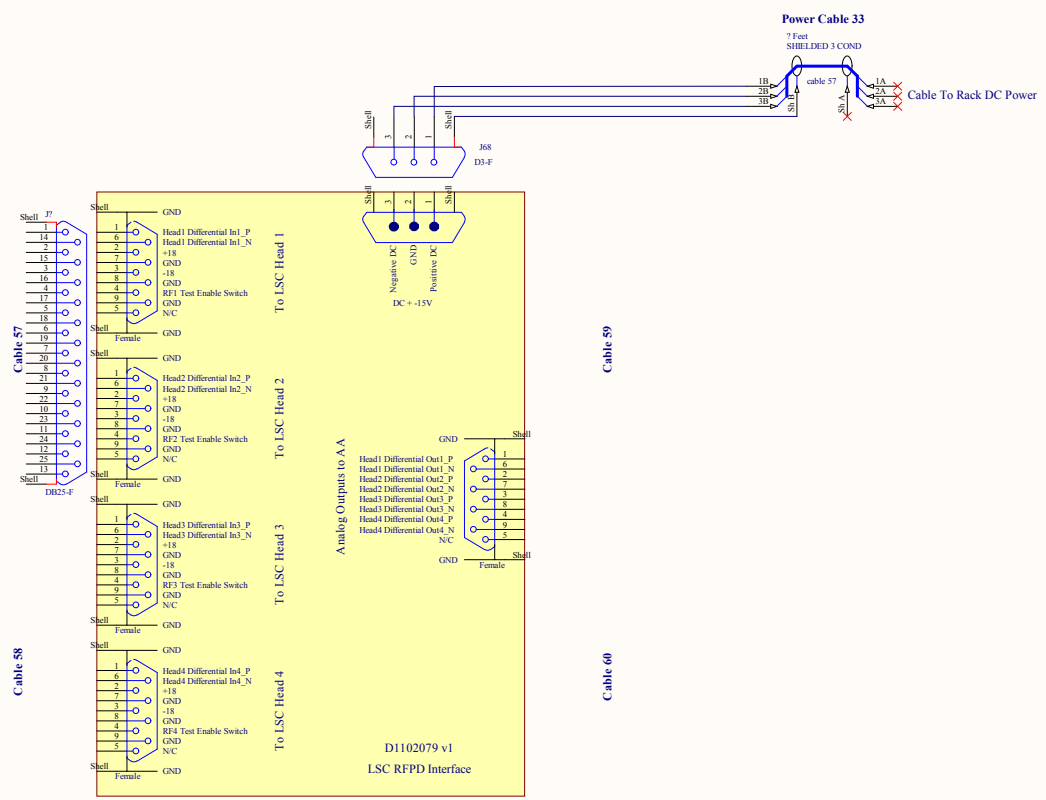 Power Cable 33
? Feet
SHIELDED 3 COND
cable 57
1B
2B
3B
Sh B
Sh A
1A
2A
3A
Cable To Rack DC Power
Shell
3
2
1
Shell
J68
D3-F
Shell
3
2
1
Shell
Negative DC
GND
Positive DC
DC + -15V
J?
Shell
1
14
2
15
3
16
4
17
5
18
6
19
7
20
8
21
9
22
10
23
11
24
12
25
13
Shell
DB25-F
Cable 57
Cable 58
Cable 59
Cable 60
Shell
GND
1 Head1 Differential In1_P
6 Head1 Differential In1_N
2 +18
7 GND
3 -18
8 GND
4 RF1 Test Enable Switch
9 GND
5 N/C
Shell
GND
Female
To LSC Head 1
Shell
GND
1 Head2 Differential In2_P
6 Head2 Differential In2_N
2 +18
7 GND
3 -18
8 GND
4 RF2 Test Enable Switch
9 GND
5 N/C
Shell
GND
Female
To LSC Head 2
Shell
GND
1 Head3 Differential In3_P
6 Head3 Differential In3_N
2 +18
7 GND
3 -18
8 GND
4 RF3 Test Enable Switch
9 GND
5 N/C
Shell
GND
Female
To LSC Head 3
Shell
GND
1 Head4 Differential In4_P
6 Head4 Differential In4_N
2 +18
7 GND
3 -18
8 GND
4 RF4 Test Enable Switch
9 GND
5 N/C
Shell
GND
Female
To LSC Head 4
Analog Outputs to AA
GND
Shell
Head1 Differential Out1_P 1
Head1 Differential Out1_N 6
Head2 Differential Out2_P 2
Head2 Differential Out2_N 7
Head3 Differential Out3_P 3
Head3 Differential Out3_N 8
Head4 Differential Out4_P 4
Head4 Differential Out4_N 9
N/C 5
GND
Shell
Female
D1102079 v1
LSC RFPD Interface